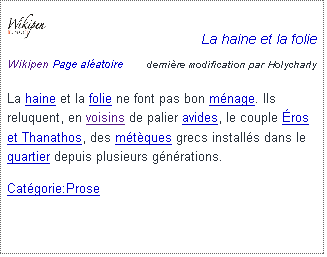 Wikipen
La haine et la folie
Wikipen Page aléatoire dernière modification par Holycharly
La haine et la folie ne font pas bon ménage. Ils
reluquent, en voisins de palier avides, le couple Éros
et Thanathos, des métèques grecs installés dans le
quartier depuis plusieurs générations.
Catégorie:Prose